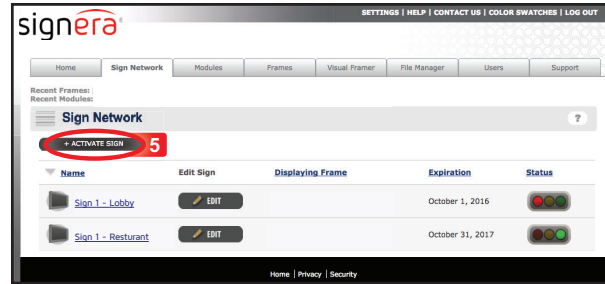 SETTINGS | HELP | CONTACT US | COLOR SWATCHES | LOG OUT
signera
Home Sign Network Modules Frames Visual Framer File Manager Users Support
Recent Frames:
Recent Modules:
Sign Network ?
+ ACTIVATE SIGN 5
Name Edit Sign Displaying Frame Expiration Status
Sign 1 - Lobby EDIT October 1, 2016
Sign 1 - Resturant EDIT October 31, 2017
Home | Privacy | Security